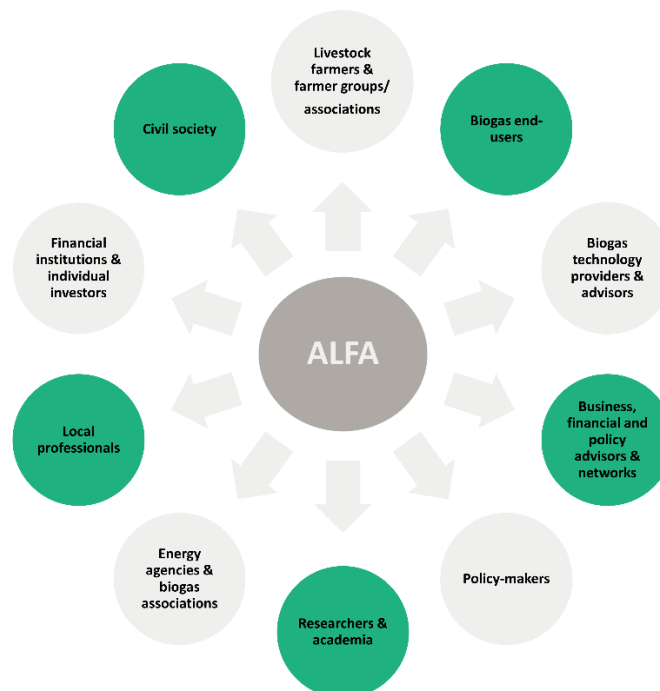 Livestock
farmers &
farmer groups/
associations
Biogas end-
users
Biogas
technology
providers &
advisors
Business,
financial and
policy
advisors &
networks
Policy-makers
Researchers &
academia
Energy
agencies &
biogas
associations
Local
professionals
Financial
institutions &
individual
investors
Civil society
ALFA